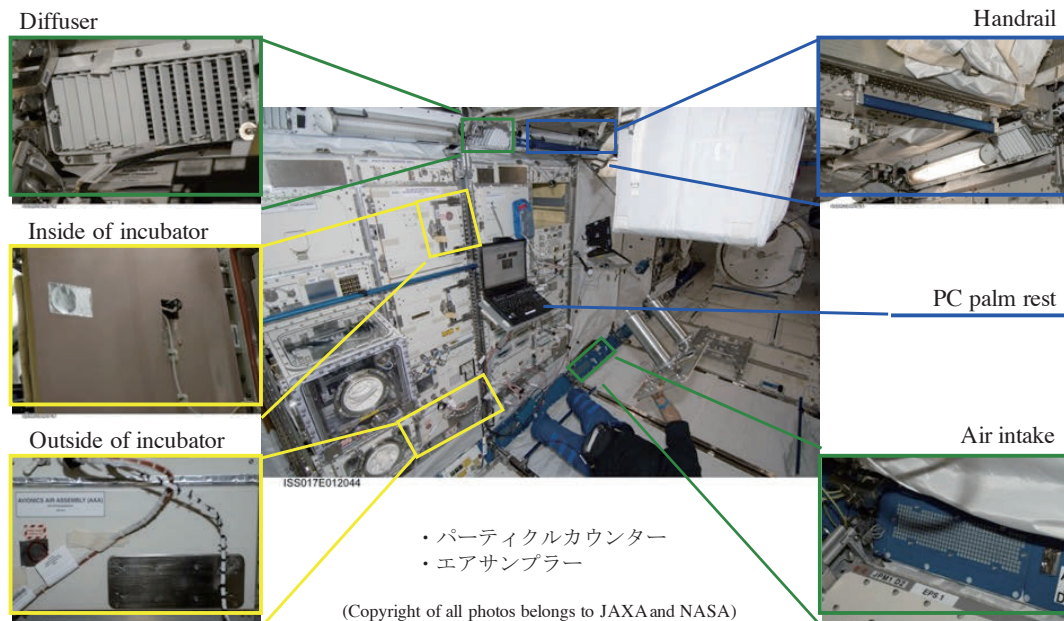 Diffuser
Handrail
Inside of incubator
PC palm rest
Outside of incubator
Air intake
ISS017E012044
AVIONICS AIR ASSEMBLY (AAA)
JPM1 D2
EPS 1
・パーティクルカウンター
・エアサンプラー
(Copyright of all photos belongs to JAXA and NASA)